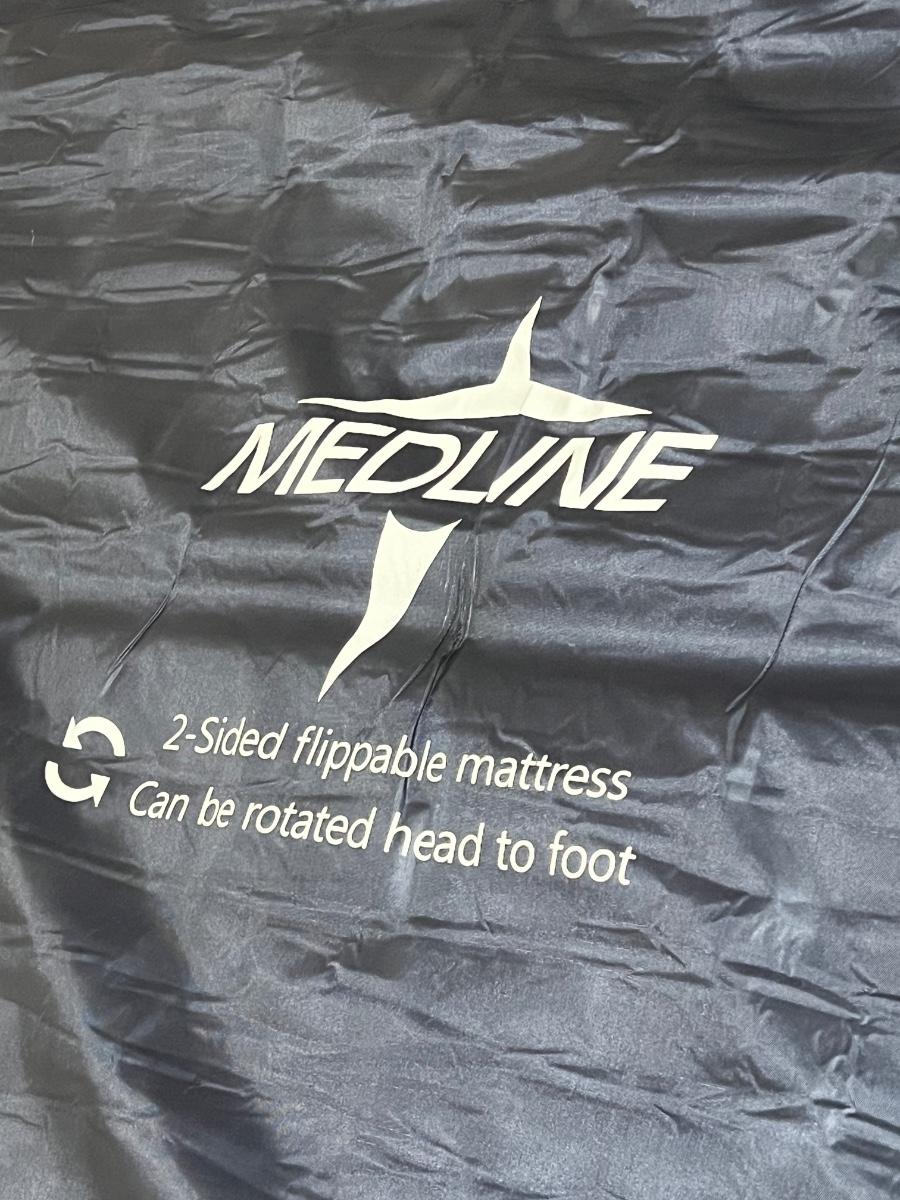 MEDLINE
2-Sided flippable mattress
Can be rotated head to foot